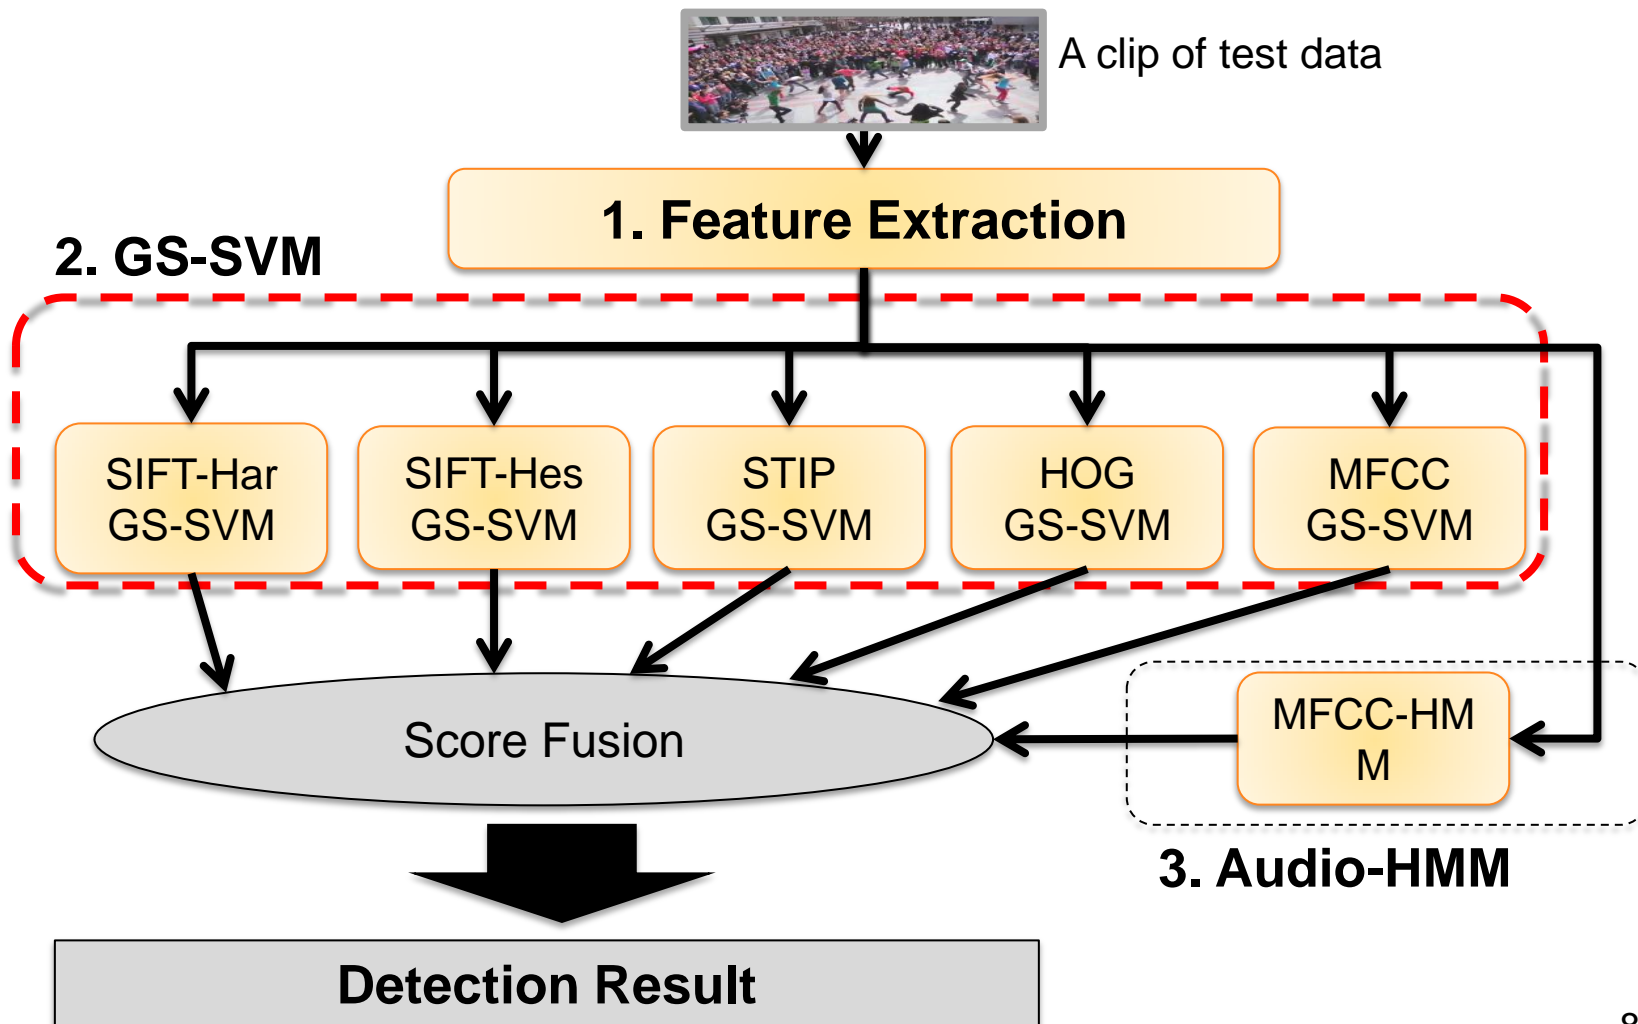 A clip of test data
1. Feature Extraction
2. GS-SVM
SIFT-Har
GS-SVM
SIFT-Hes
GS-SVM
STIP
GS-SVM
HOG
GS-SVM
MFCC
GS-SVM
Score Fusion
MFCC-HM
M
3. Audio-HMM
Detection Result
8